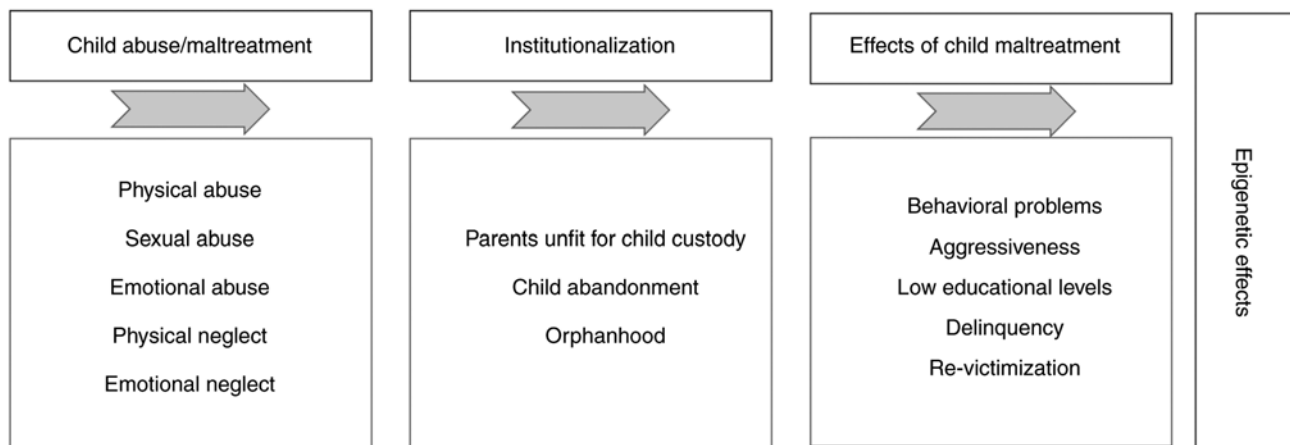 Child abuse/maltreatment
Institutionalization
Effects of child maltreatment
Physical abuse
Sexual abuse
Emotional abuse
Physical neglect
Emotional neglect
Parents unfit for child custody
Child abandonment
Orphanhood
Behavioral problems
Aggressiveness
Low educational levels
Delinquency
Re-victimization
Epigenetic effects